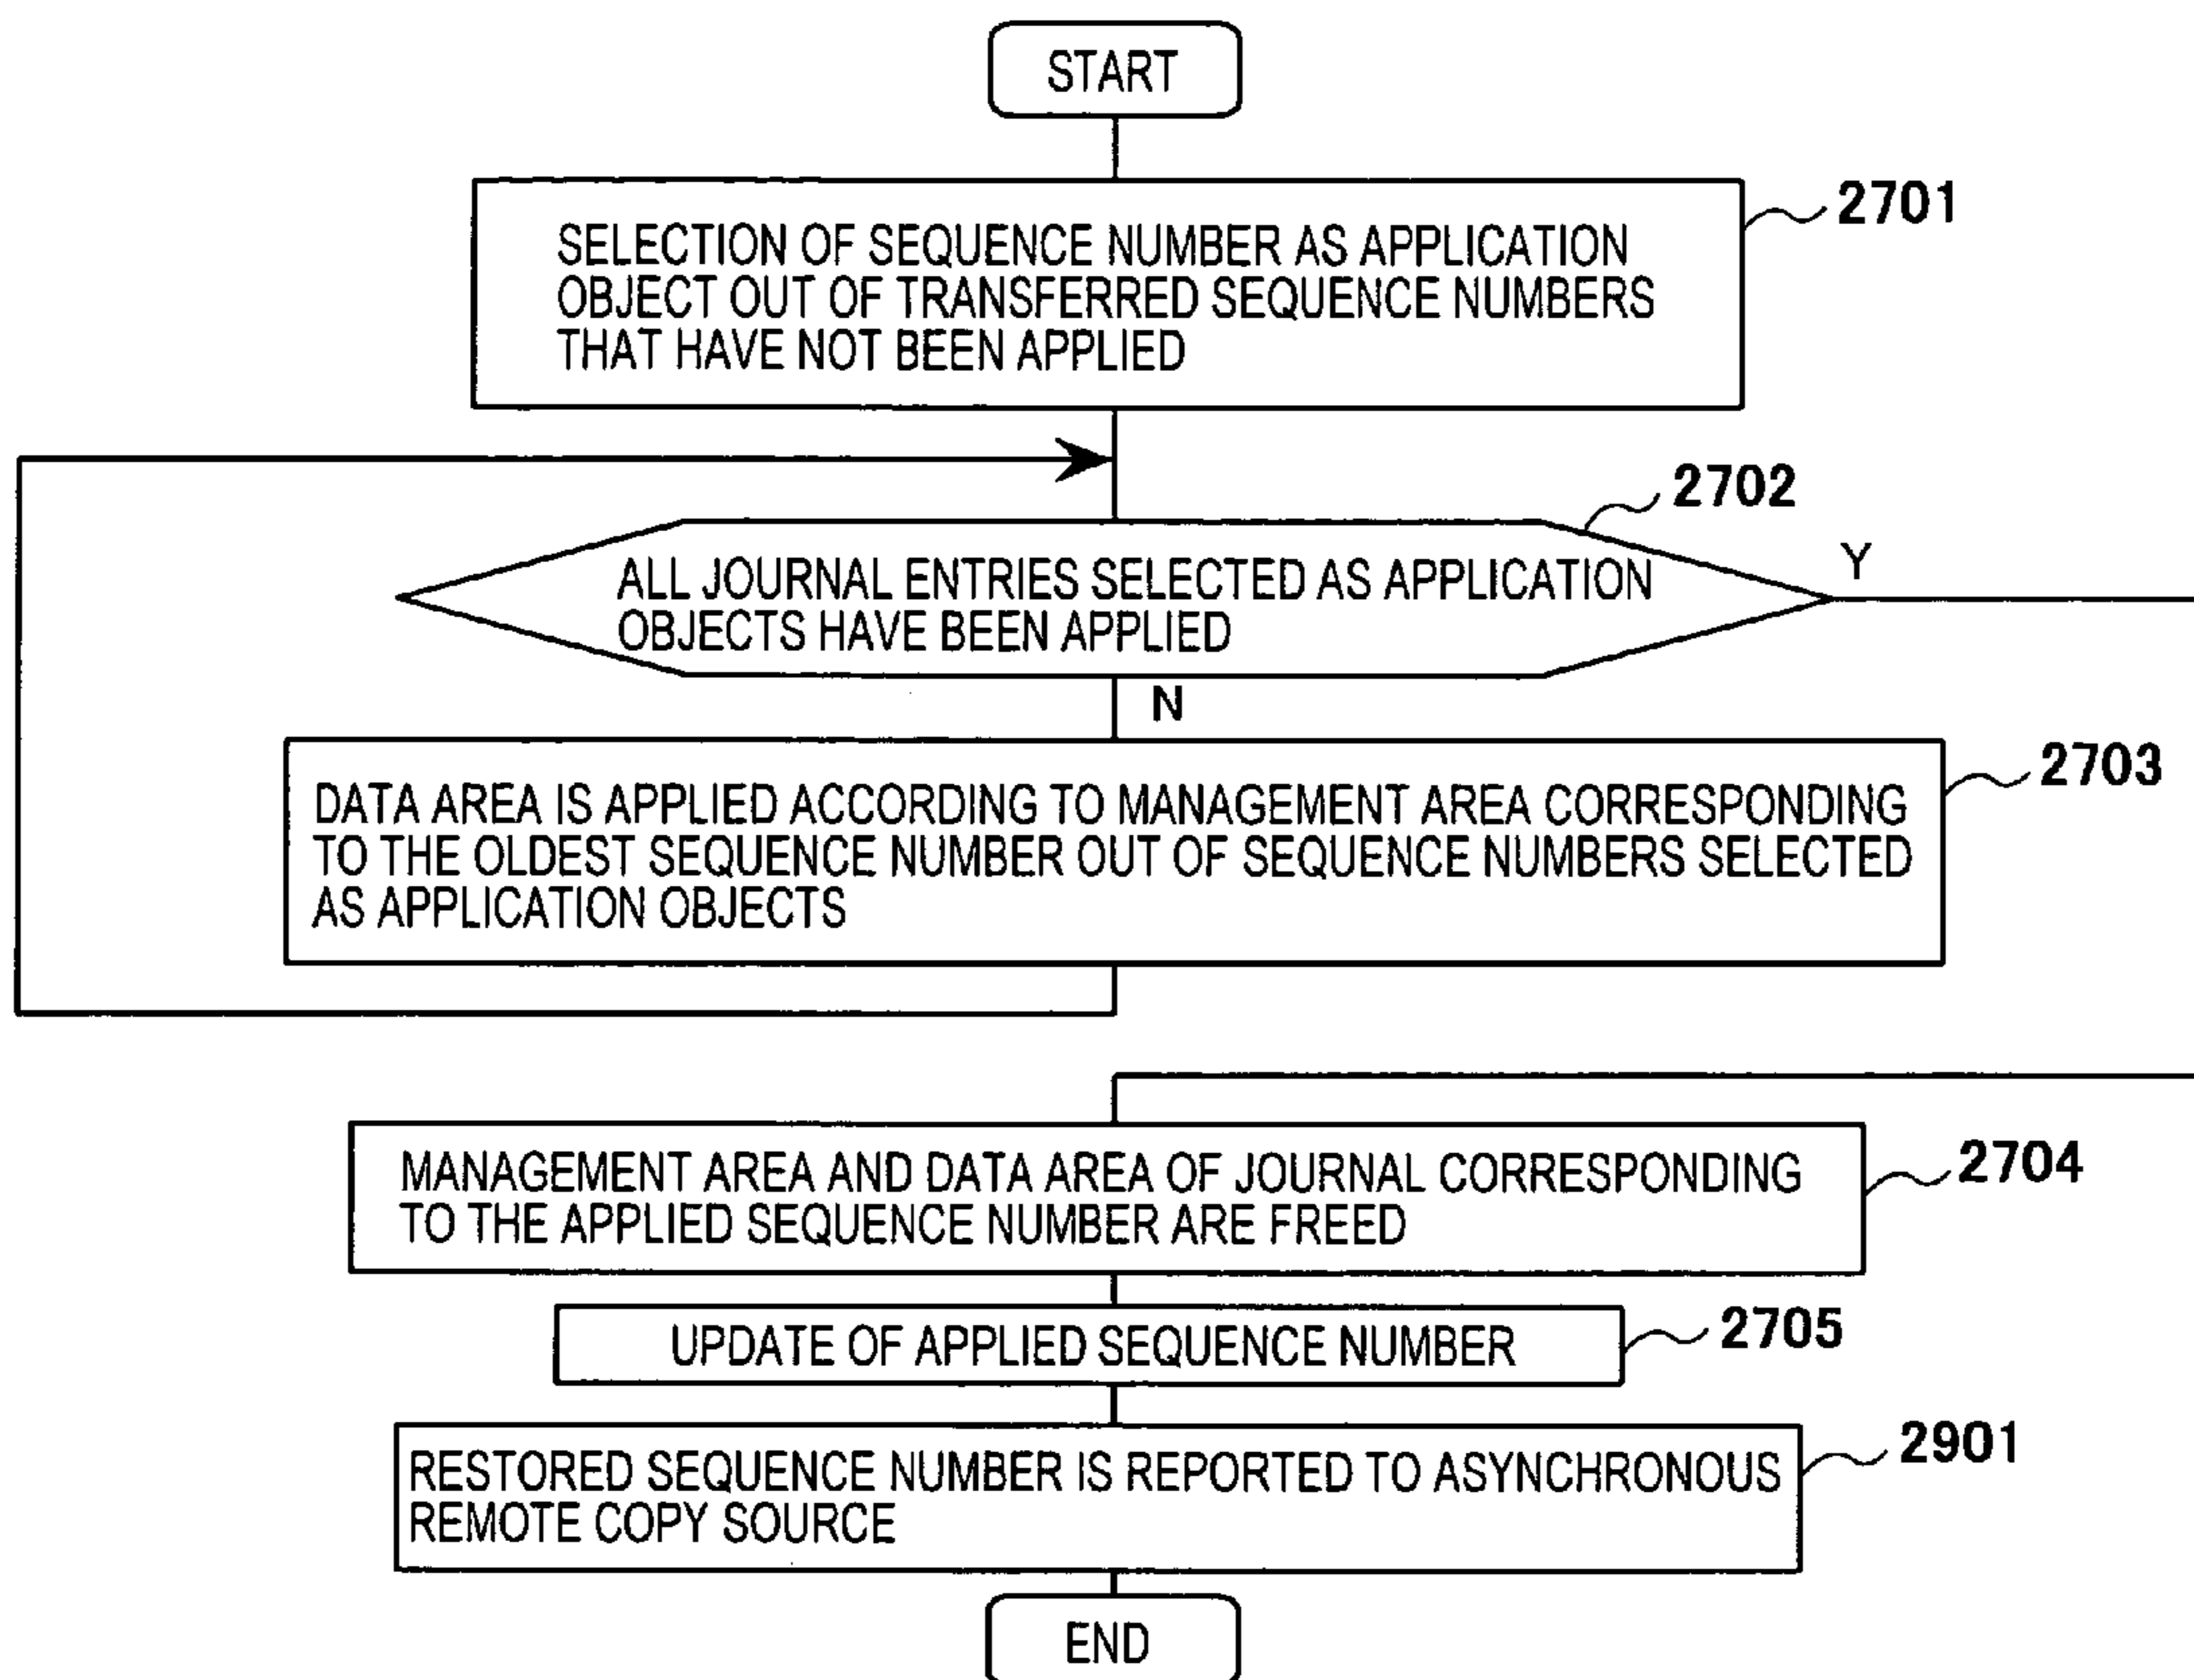 START
2701
SELECTION OF SEQUENCE NUMBER AS APPLICATION
OBJECT OUT OF TRANSFERRED SEQUENCE NUMBERS
THAT HAVE NOT BEEN APPLIED
2702
ALL JOURNAL ENTRIES SELECTED AS APPLICATION
OBJECTS HAVE BEEN APPLIED
Y
N
2703
DATA AREA IS APPLIED ACCORDING TO MANAGEMENT AREA CORRESPONDING
TO THE OLDEST SEQUENCE NUMBER OUT OF SEQUENCE NUMBERS SELECTED
AS APPLICATION OBJECTS
2704
MANAGEMENT AREA AND DATA AREA OF JOURNAL CORRESPONDING
TO THE APPLIED SEQUENCE NUMBER ARE FREED
2705
UPDATE OF APPLIED SEQUENCE NUMBER
2901
RESTORED SEQUENCE NUMBER IS REPORTED TO ASYNCHRONOUS
REMOTE COPY SOURCE
END